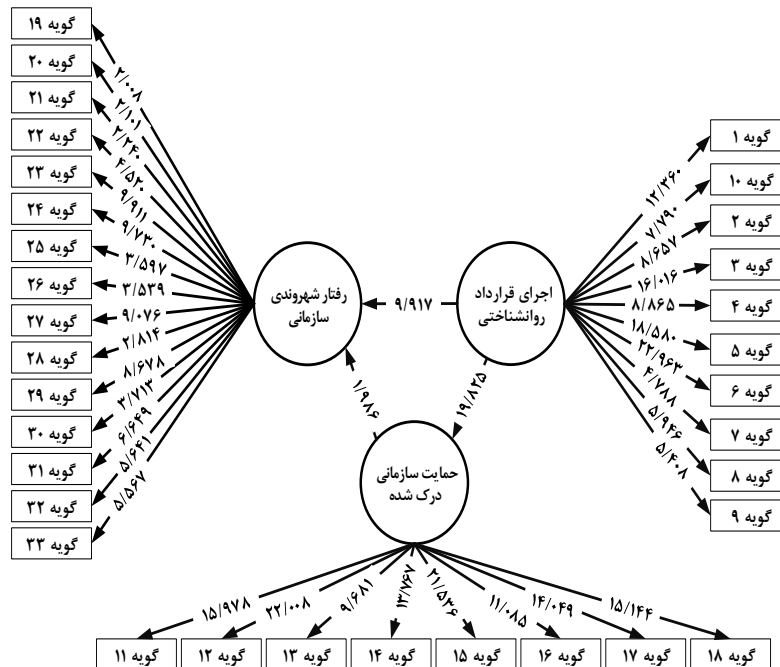 گویه ۱۹
گویه ۲۰
گویه ۲۱
گویه ۲۲
گویه ۲۳
گویه ۲۴
گویه ۲۵
گویه ۲۶
گویه ۲۷
گویه ۲۸
گویه ۲۹
گویه ۳۰
گویه ۳۱
گویه ۳۲
گویه ۳۳
۲/۰۰۸
۲/۱۰۱
۲/۲۴۰
۴/۵۲۰
۹/۹۱۱
۹/۷۳۰
۳/۵۹۷
۳/۵۳۹
۹/۰۷۶
۲/۸۱۴
۸/۶۷۸
۳/۷۱۳
۶/۶۴۹
۵/۶۴۱
۵/۵۶۷
رفتار شهروندی
سازمانی
۹/۹۱۷
اجرای قرارداد
روانشناختی
۱۲/۳۶۰
۷/۷۹۰
۸/۶۵۷
۱۶/۰۱۶
۸/۸۶۵
۱۸/۵۸۰
۲۲/۹۶۳
۴/۷۸۸
۵/۹۴۶
۵/۴۰۸
گویه ۱
گویه ۱۰
گویه ۲
گویه ۳
گویه ۴
گویه ۵
گویه ۶
گویه ۷
گویه ۸
گویه ۹
۱/۹۸۶
۱۹/۸۲۵
حمایت سازمانی
درک شده
۱۵/۹۷۸
۲۲/۰۰۸
۹/۶۸۱
۱۳/۷۶۷
۲۱/۵۳۶
۱۱/۰۸۵
۱۴/۰۴۹
۱۵/۱۴۴
گویه ۱۱
گویه ۱۲
گویه ۱۳
گویه ۱۴
گویه ۱۵
گویه ۱۶
گویه ۱۷
گویه ۱۸